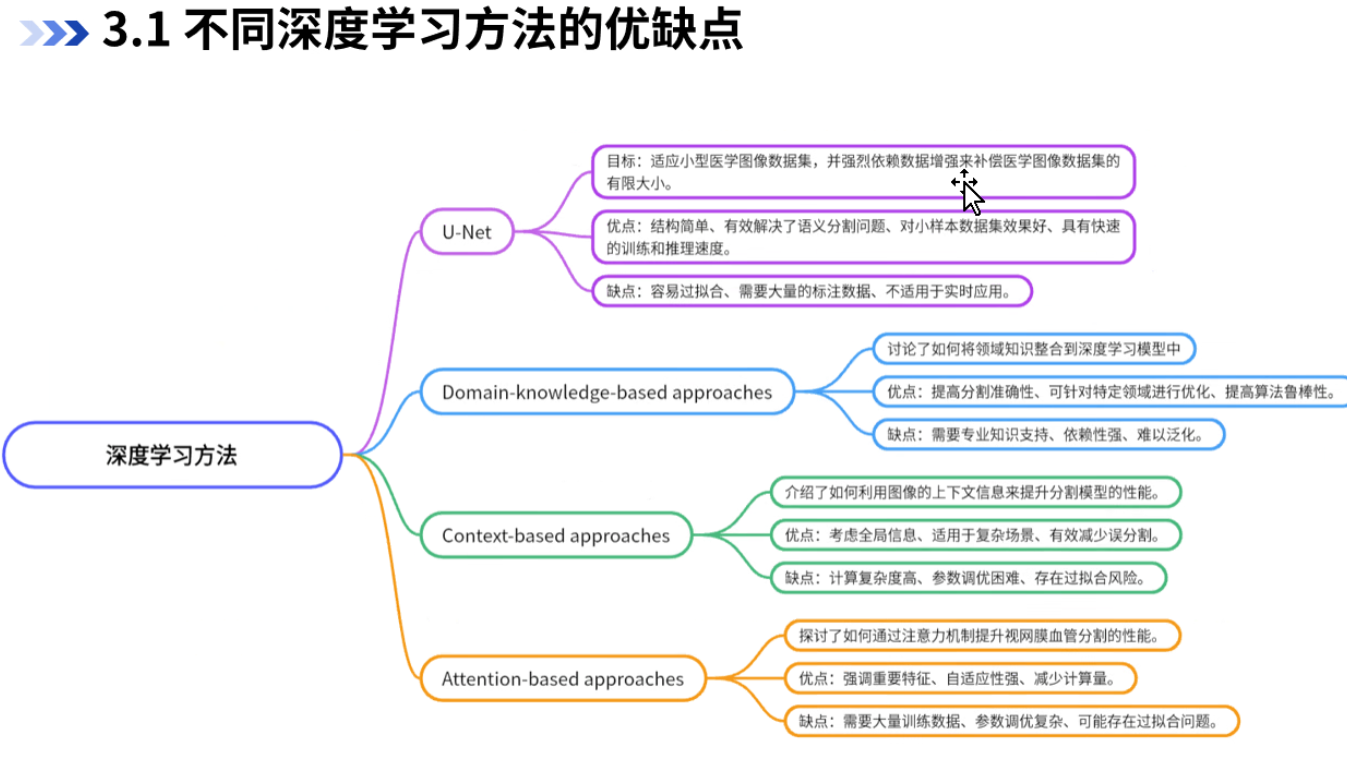 3.1 不同深度学习方法的优缺点
深度学习方法
U-Net
目标：适应小型医学图像数据集，并强烈依赖数据增强来补偿医学图像数据集的
有限大小。
优点：结构简单、有效解决了语义分割问题、对小样本数据集效果好、具有快速
的训练和推理速度。
缺点：容易过拟合、需要大量的标注数据、不适用于实时应用。
Domain-knowledge-based approaches
讨论了如何将领域知识整合到深度学习模型中
优点：提高分割准确性、可针对特定领域进行优化、提高算法鲁棒性。
缺点：需要专业知识支持、依赖性强、难以泛化。
Context-based approaches
介绍了如何利用图像的上下文信息来提升分割模型的性能。
优点：考虑全局信息、适用于复杂场景、有效减少误分割。
缺点：计算复杂度高、参数调优困难、存在过拟合风险。
Attention-based approaches
探讨了如何通过注意力机制提升视网膜血管分割的性能。
优点：强调重要特征、自适应性强、减少计算量。
缺点：需要大量训练数据、参数调优复杂、可能存在过拟合问题。